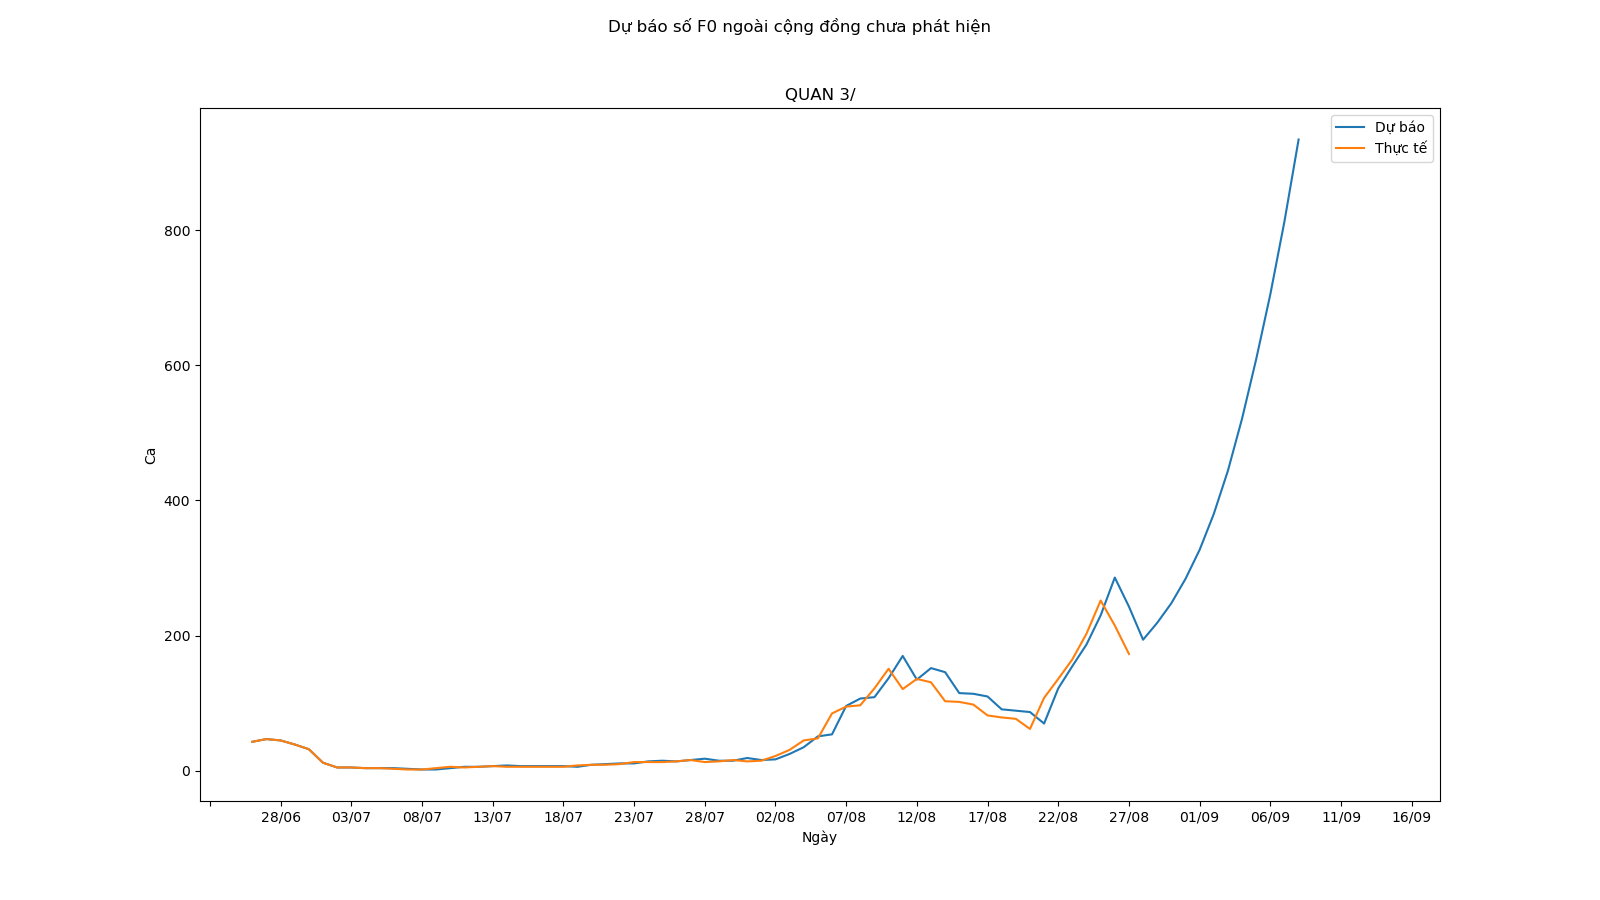 Dự báo số F0 ngoài cộng đồng chưa phát hiện
QUAN 3/
Dự báo
Thực tế
800
600
400
200
0
Ca
28/06 03/07 08/07 13/07 18/07 23/07 28/07 02/08 07/08 12/08 17/08 22/08 27/08 01/09 06/09 11/09 16/09
Ngày